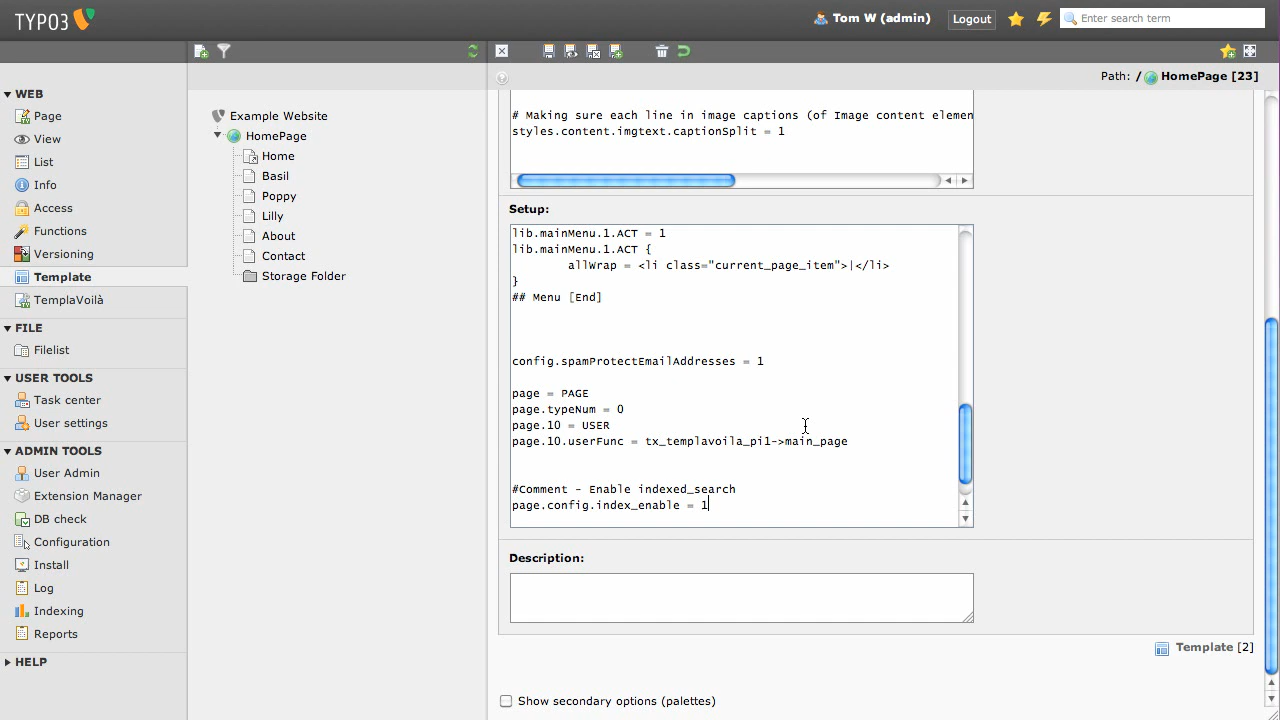 TYPO3
Tom W (admin)
Logout
Enter search term
Path: / HomePage [23]
WEB
Page
View
List
Info
Access
Functions
Versioning
Template
TemplaVoilà
FILE
Filelist
USER TOOLS
Task center
User settings
ADMIN TOOLS
User Admin
Extension Manager
DB check
Configuration
Install
Log
Indexing
Reports
HELP
Example Website
HomePage
Home
Basil
Poppy
Lilly
About
Contact
Storage Folder
# Making sure each line in image captions (of Image content elemen
styles.content.imgtext.captionSplit = 1
Setup:
lib.mainMenu.1.ACT = 1
lib.mainMenu.1.ACT {
allWrap = <li class="current_page_item">|</li>
}
## Menu [End]
config.spamProtectEmailAddresses = 1
page = PAGE
page.typeNum = 0
page.10 = USER
page.10.userFunc = tx_templavoila_pi1->main_page
#Comment - Enable indexed_search
page.config.index_enable = 1
Description:
Template [2]
Show secondary options (palettes)